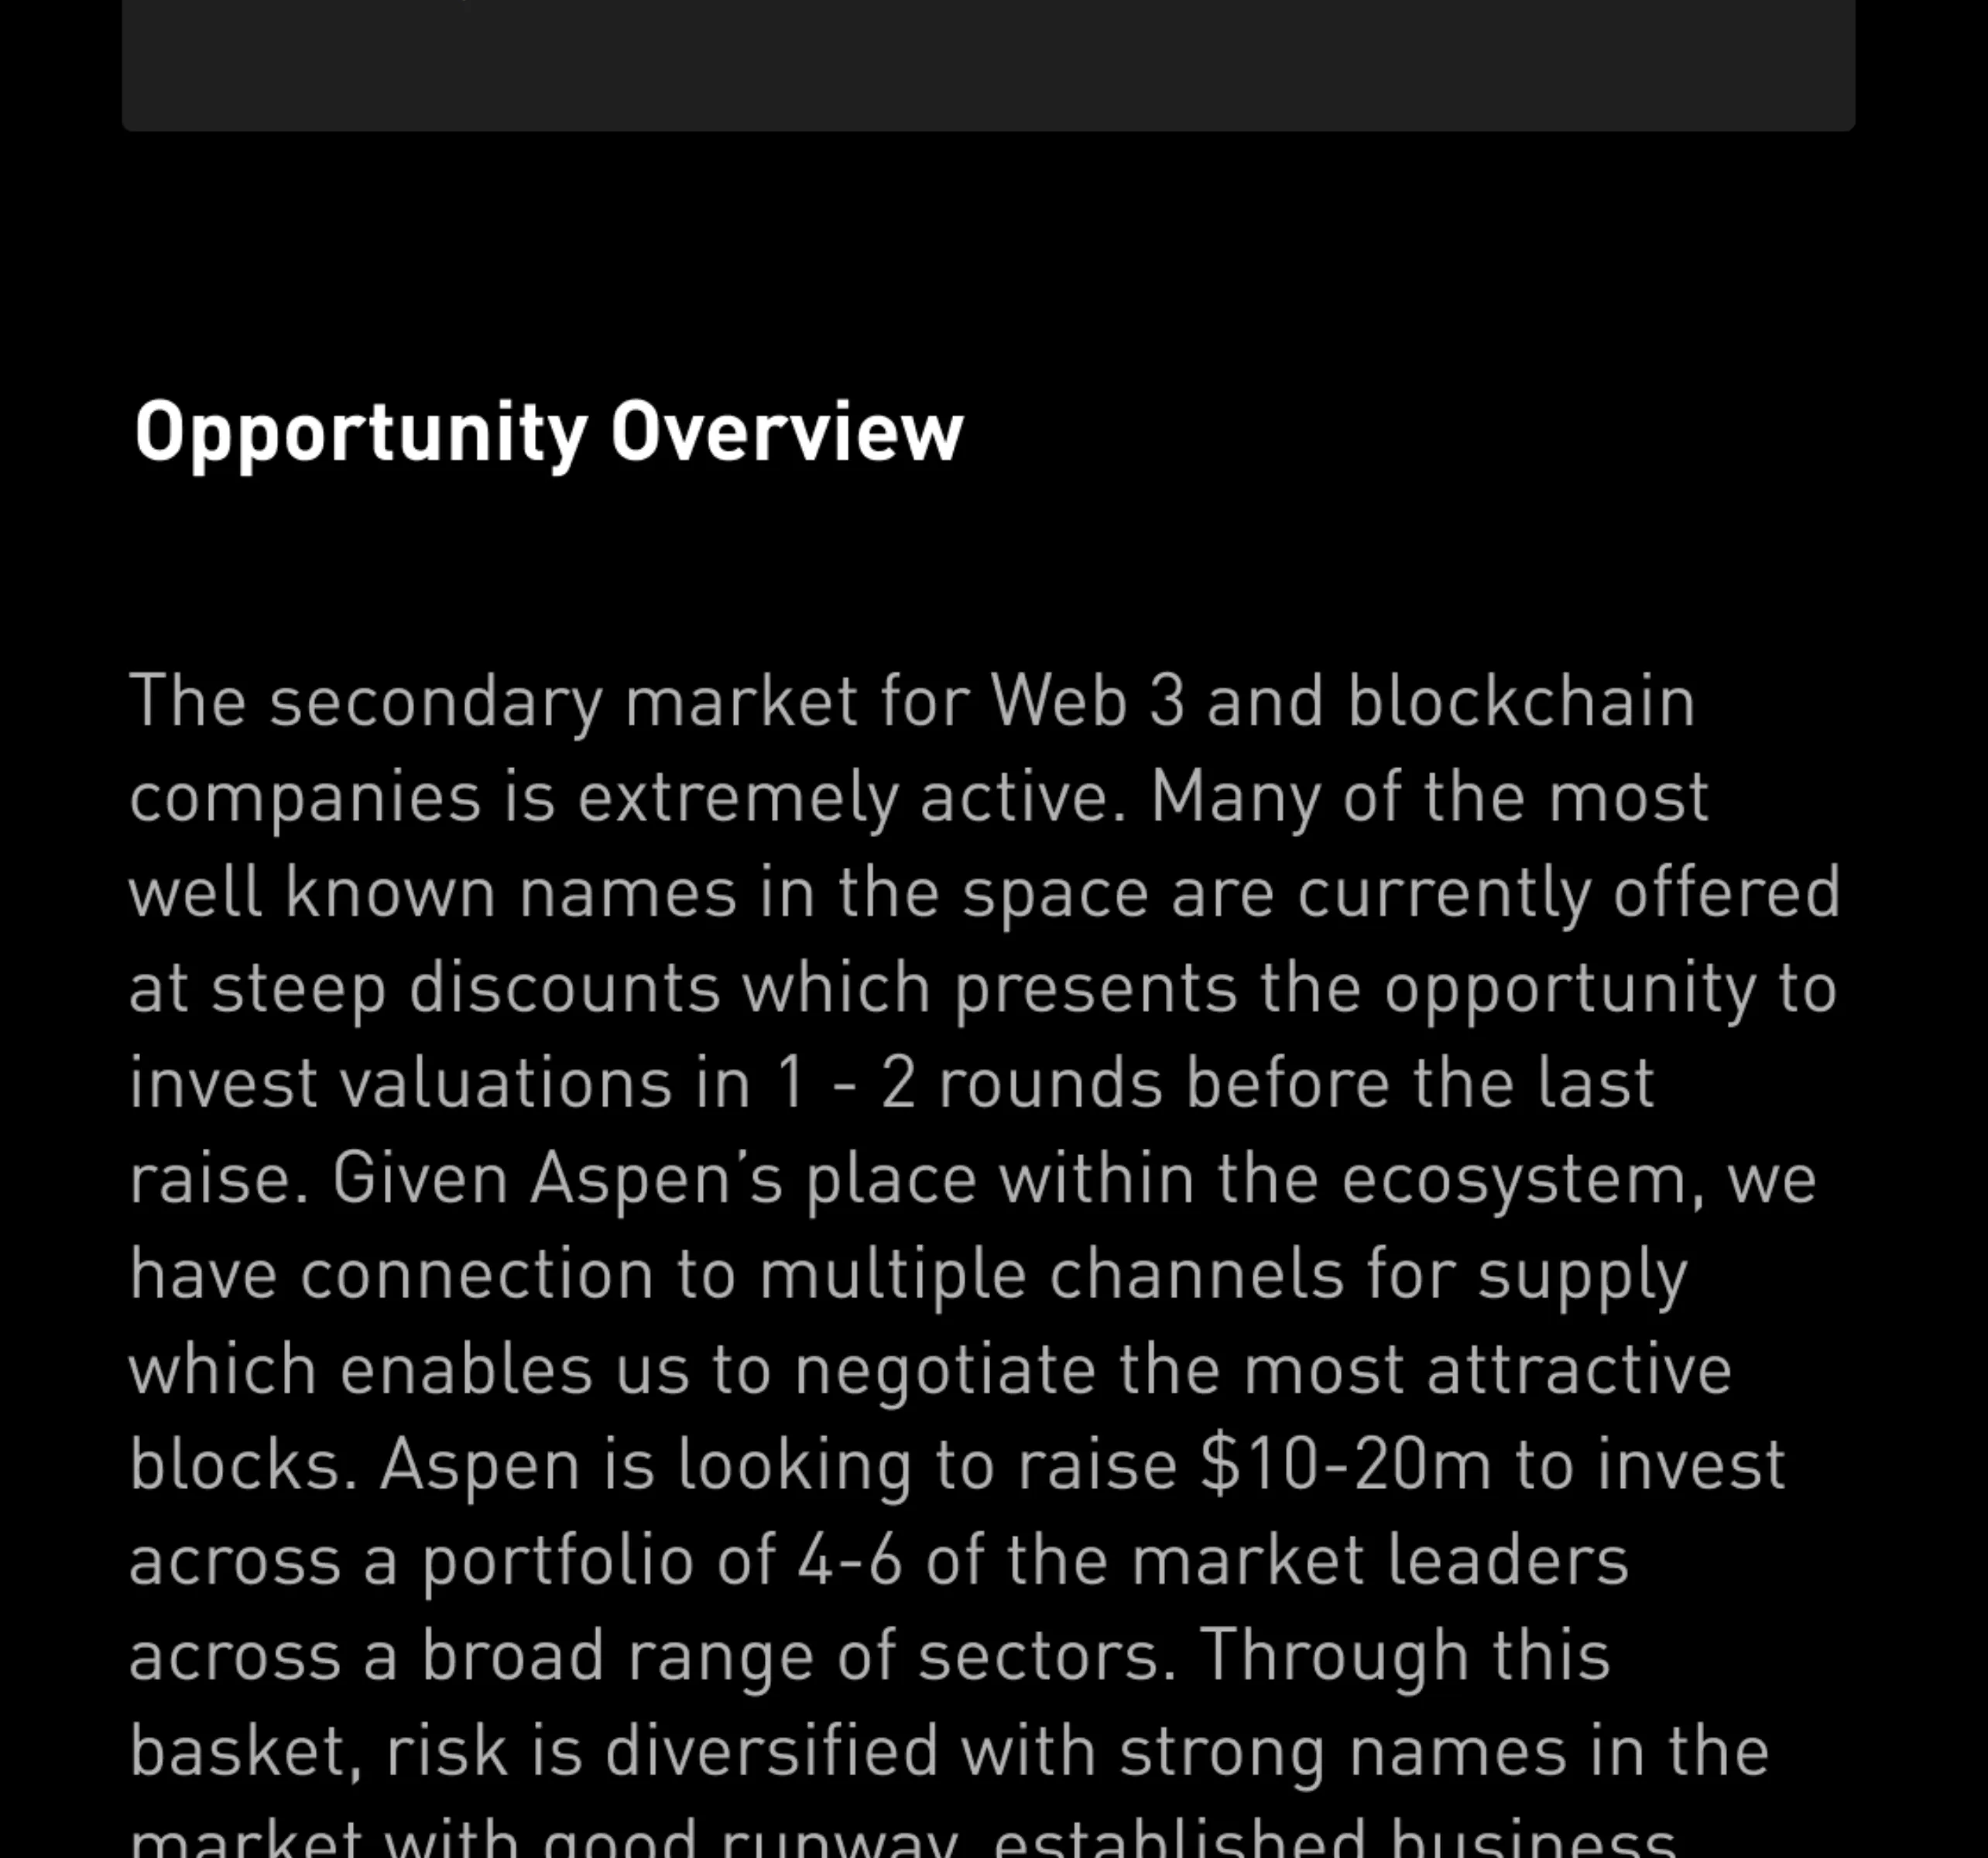 Opportunity Overview
The secondary market for Web 3 and blockchain
companies is extremely active. Many of the most
well known names in the space are currently offered
at steep discounts which presents the opportunity to
invest valuations in 1 - 2 rounds before the last
raise. Given Aspen’s place within the ecosystem, we
have connection to multiple channels for supply
which enables us to negotiate the most attractive
blocks. Aspen is looking to raise $10-20m to invest
across a portfolio of 4-6 of the market leaders
across a broad range of sectors. Through this
basket, risk is diversified with strong names in the
market with good runway, established business